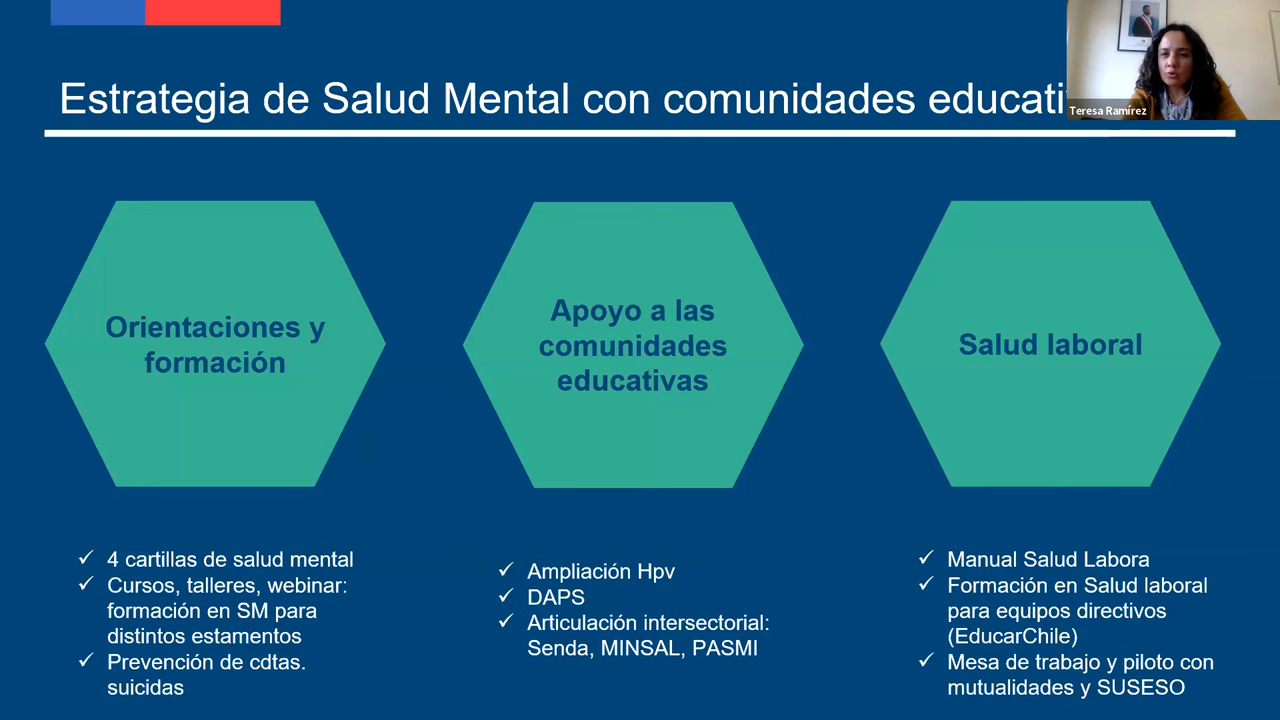 Estrategia de Salud Mental con comunidades educati
Teresa Ramírez
Orientaciones y
formación
Apoyo a las
comunidades
educativas
Salud laboral
✓ 4 cartillas de salud mental
✓ Cursos, talleres, webinar:
formación en SM para
distintos estamentos
✓ Prevención de cdtas.
suicidas
✓ Ampliación Hpv
✓ DAPS
✓ Articulación intersectorial:
Senda, MINSAL, PASMI
✓ Manual Salud Labora
✓ Formación en Salud laboral
para equipos directivos
(EducarChile)
✓ Mesa de trabajo y piloto con
mutualidades y SUSESO